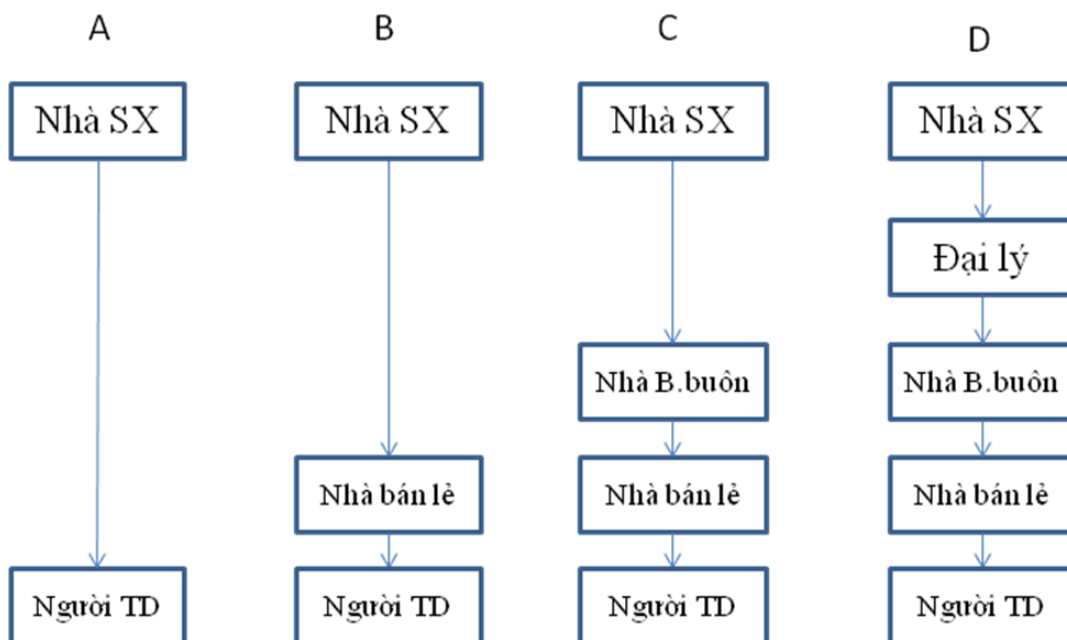 A
B
C
D
Nhà SX
Nhà SX
Nhà SX
Nhà SX
Đại lý
Nhà B.buôn
Nhà B.buôn
Nhà bán lẻ
Nhà bán lẻ
Nhà bán lẻ
Người TD
Người TD
Người TD
Người TD